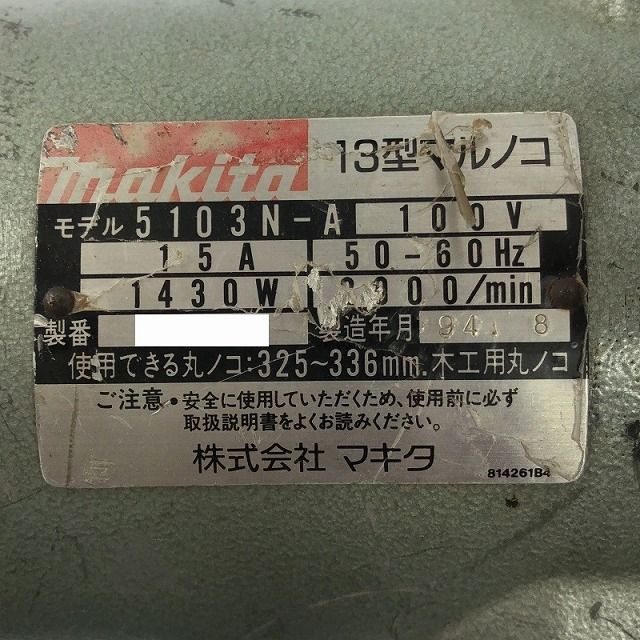 makita 13型マルノコ
モデル 5103N-A 100V
15A 50-60Hz
1430W 000/min
製番 製造年月 94. 8
使用できる丸ノコ:325~336mm.木工用丸ノコ
ご注意・安全に使用していただくため、使用前に必ず
取扱説明書をよくお読みください。
株式会社 マキタ
814261B4